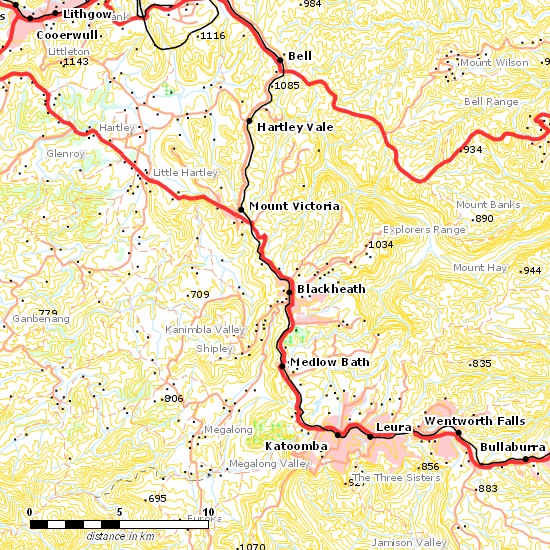 984
Lithgow
Bank
s
Cooerwull
1116
Littleton
Bell
1143
Mount Wilson
1085
Bell Range
Hartley
Hartley Vale
Glenroy
934
Little Hartley
Mount Victoria
Mount Banks
890
Explorers Range
1034
Mount Hay
944
Blackheath
709
779
Ganbenang
Kanimbla Valley
Shipley
Medlow Bath
835
806
Wentworth Falls
Megalong
Leura
Katoomba
Bullaburra
Megalong Valley
856
The Three Sisters
883
695
0 5 10
distance in km
Jamison Valley
1070